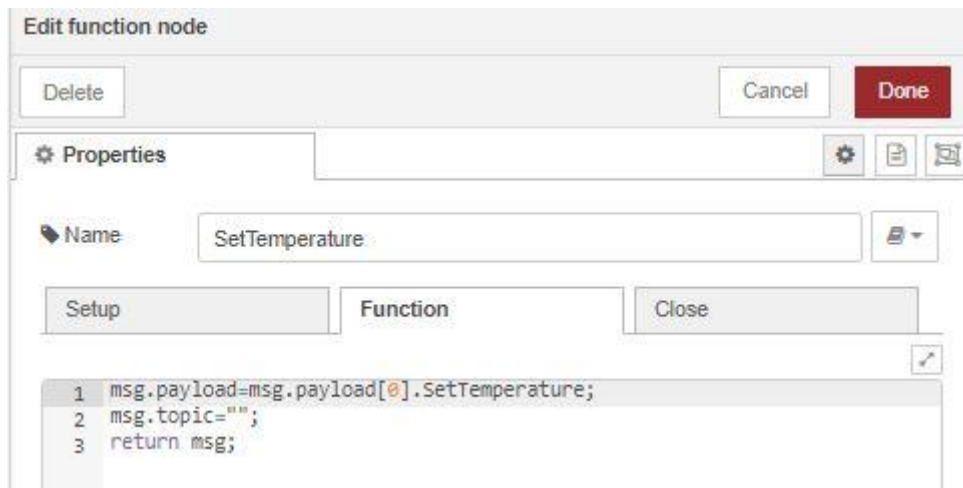 Edit function node
Delete Cancel Done
Properties
Name SetTemperature
Setup Function Close
1 msg.payload=msg.payload[0].SetTemperature;
2 msg.topic="";
3 return msg;